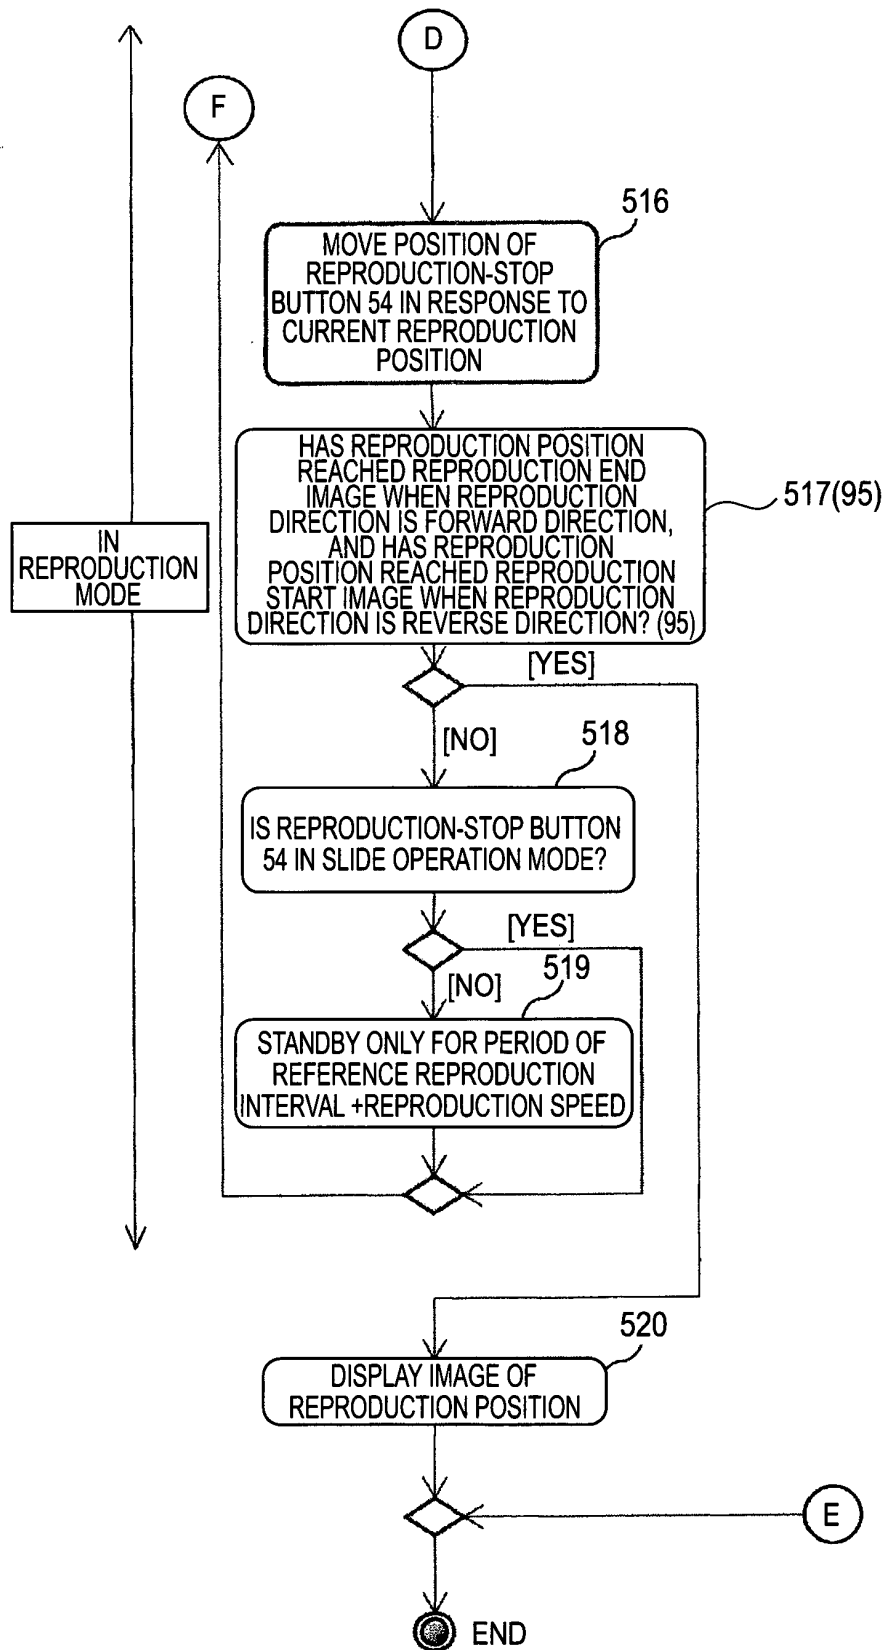 D
F
516
MOVE POSITION OF
REPRODUCTION-STOP
BUTTON 54 IN RESPONSE TO
CURRENT REPRODUCTION
POSITION
HAS REPRODUCTION POSITION
REACHED REPRODUCTION END
IMAGE WHEN REPRODUCTION
DIRECTION IS FORWARD DIRECTION,
AND HAS REPRODUCTION
POSITION REACHED REPRODUCTION
START IMAGE WHEN REPRODUCTION
DIRECTION IS REVERSE DIRECTION? (95)
517(95)
IN
REPRODUCTION
MODE
[YES]
[NO]
518
IS REPRODUCTION-STOP BUTTON
54 IN SLIDE OPERATION MODE?
[YES]
[NO]
519
STANDBY ONLY FOR PERIOD OF
REFERENCE REPRODUCTION
INTERVAL +REPRODUCTION SPEED
520
DISPLAY IMAGE OF
REPRODUCTION POSITION
E
END